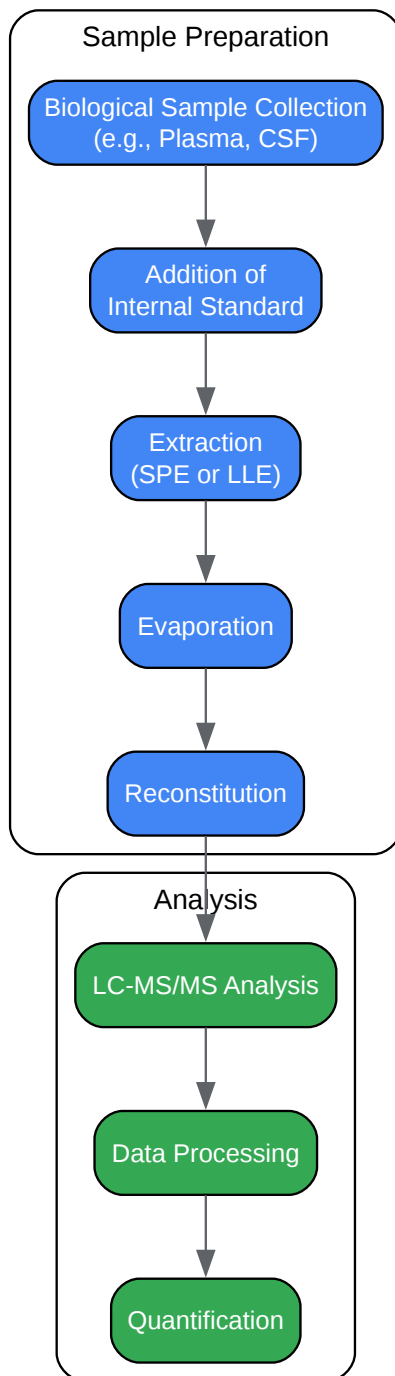 Sample Preparation
Biological Sample Collection
(e.g., Plasma, CSF)
Addition of
Internal Standard
Extraction
(SPE or LLE)
Evaporation
Reconstitution
Analysis
LC-MS/MS Analysis
Data Processing
Quantification